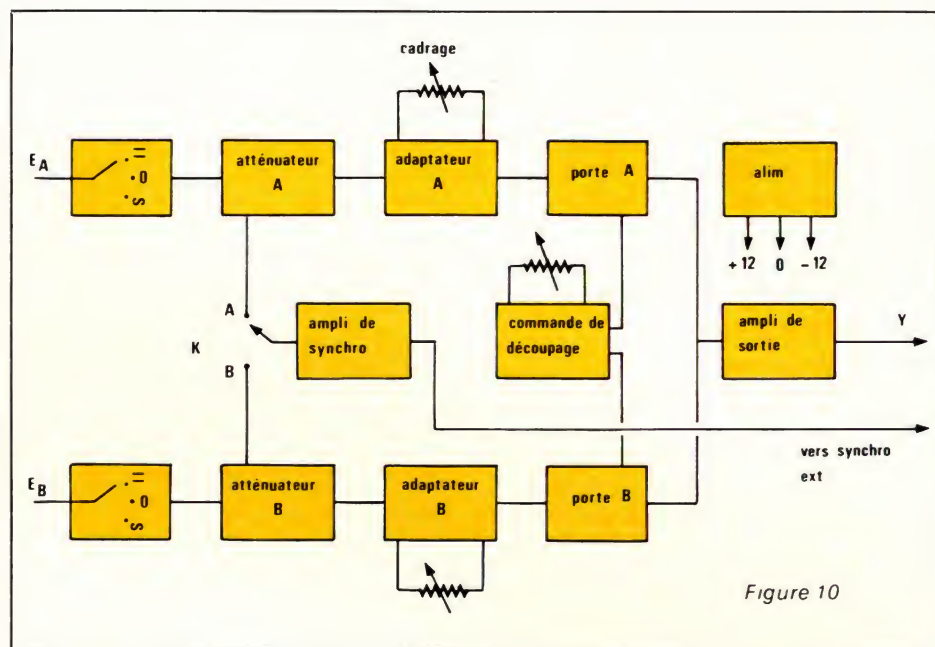 cadrage
E A
= 0 ~
atténuateur A
adaptateur A
porte A
alim
+12 0 -12
A
K
B
ampli de synchro
commande de découpage
ampli de sortie
Y
vers synchro ext
E B
= 0 ~
atténuateur B
adaptateur B
porte B
Figure 10